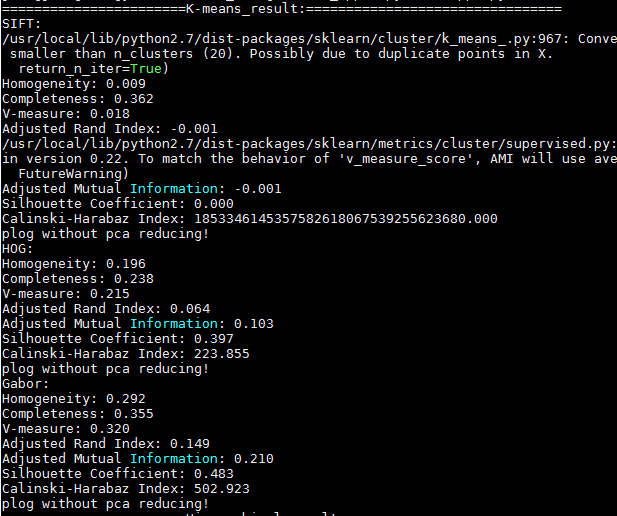 =======================K-means_result:================================
SIFT:
/usr/local/lib/python2.7/dist-packages/sklearn/cluster/k_means_.py:967: Conve
 smaller than n_clusters (20). Possibly due to duplicate points in X.
  return_n_iter=True)
Homogeneity: 0.009
Completeness: 0.362
V-measure: 0.018
Adjusted Rand Index: -0.001
/usr/local/lib/python2.7/dist-packages/sklearn/metrics/cluster/supervised.py:
in version 0.22. To match the behavior of 'v_measure_score', AMI will use ave
  FutureWarning)
Adjusted Mutual Information: -0.001
Silhouette Coefficient: 0.000
Calinski-Harabaz Index: 1853346145357582618067539255623680.000
plog without pca reducing!
HOG:
Homogeneity: 0.196
Completeness: 0.238
V-measure: 0.215
Adjusted Rand Index: 0.064
Adjusted Mutual Information: 0.103
Silhouette Coefficient: 0.397
Calinski-Harabaz Index: 223.855
plog without pca reducing!
Gabor:
Homogeneity: 0.292
Completeness: 0.355
V-measure: 0.320
Adjusted Rand Index: 0.149
Adjusted Mutual Information: 0.210
Silhouette Coefficient: 0.483
Calinski-Harabaz Index: 502.923
plog without pca reducing!